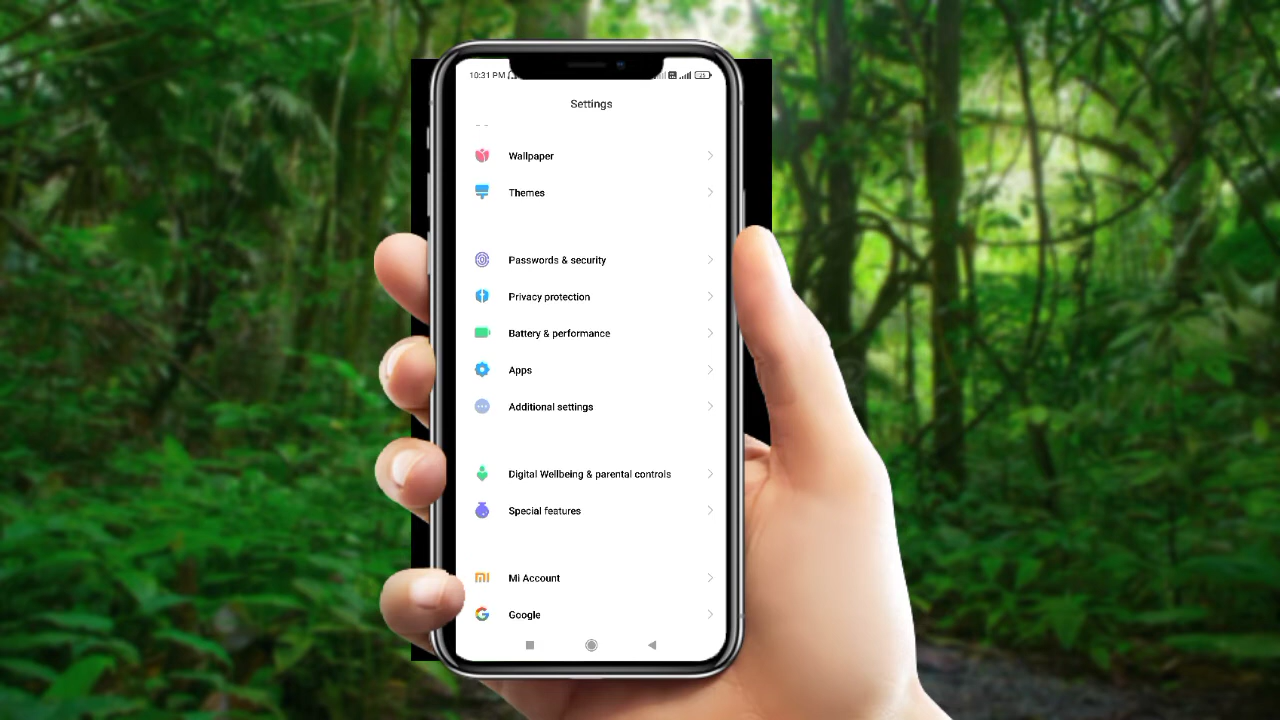 10:31 PM
25
Settings
Wallpaper
Themes
Passwords & security
Privacy protection
Battery & performance
Apps
Additional settings
Digital Wellbeing & parental controls
Special features
Mi Account
Google